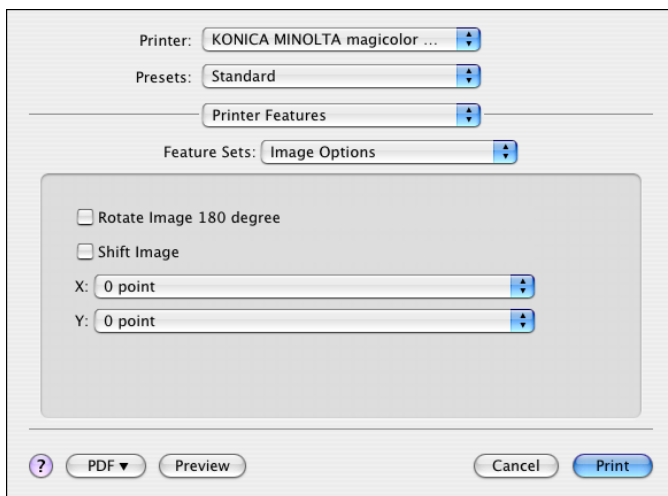 Printer: KONICA MINOLTA magicolor ...
Presets: Standard
Printer Features
Feature Sets: Image Options
Rotate Image 180 degree
Shift Image
X: 0 point
Y: 0 point
? PDF ▼ Preview Cancel Print